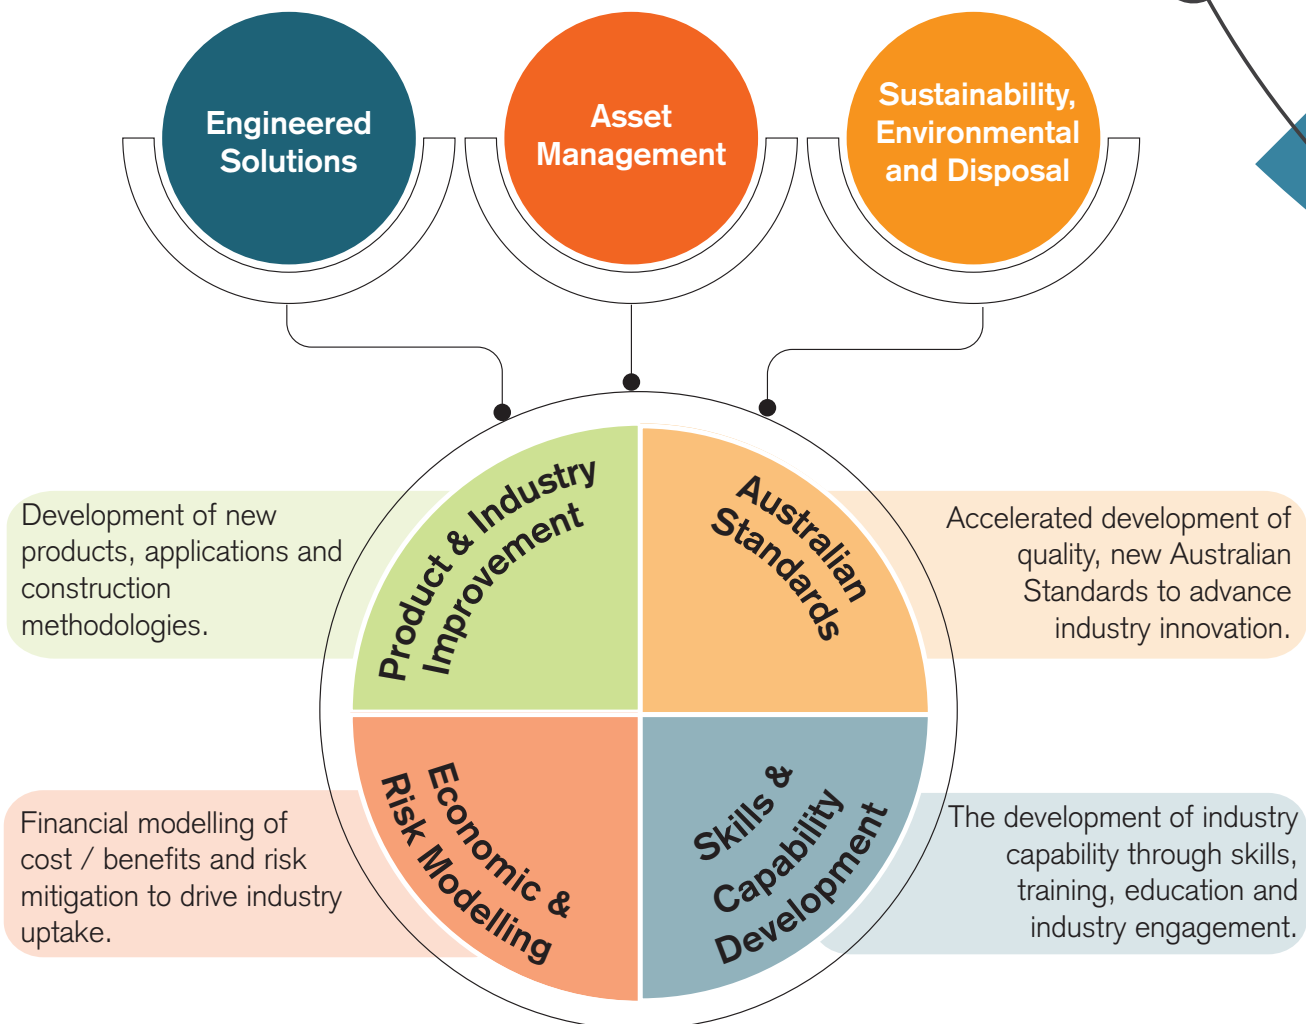 Engineered
Solutions
Asset
Management
Sustainability,
Environmental
and Disposal
Product & Industry
Improvement
Australian
Standards
Development of new
products, applications and
construction
methodologies.
Accelerated development of
quality, new Australian
Standards to advance
industry innovation.
Economic &
Risk Modelling
Skills &
Capability
Development
Financial modelling of
cost / benefits and risk
mitigation to drive industry
uptake.
The development of industry
capability through skills,
training, education and
industry engagement.